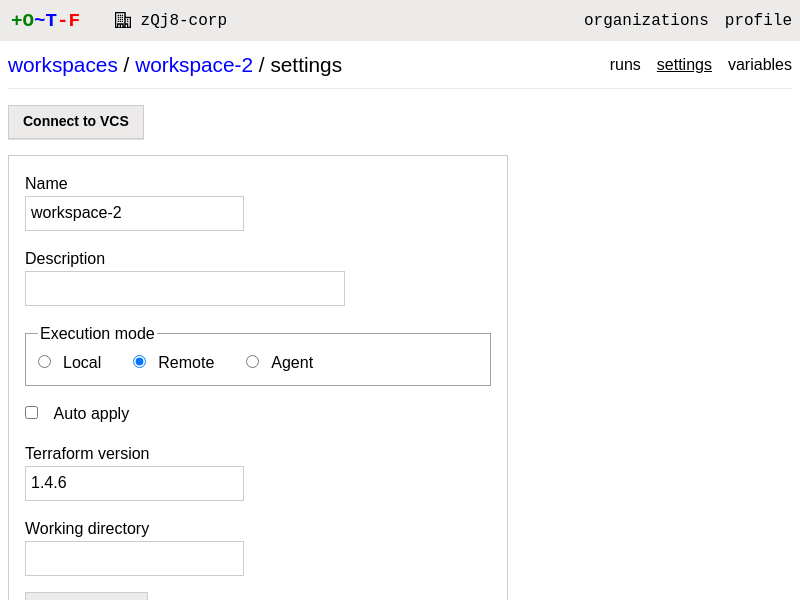 +O~T-F zQj8-corp organizations profile
workspaces / workspace-2 / settings runs settings variables
Connect to VCS
Name
workspace-2
Description
Execution mode
Local Remote Agent
Auto apply
Terraform version
1.4.6
Working directory